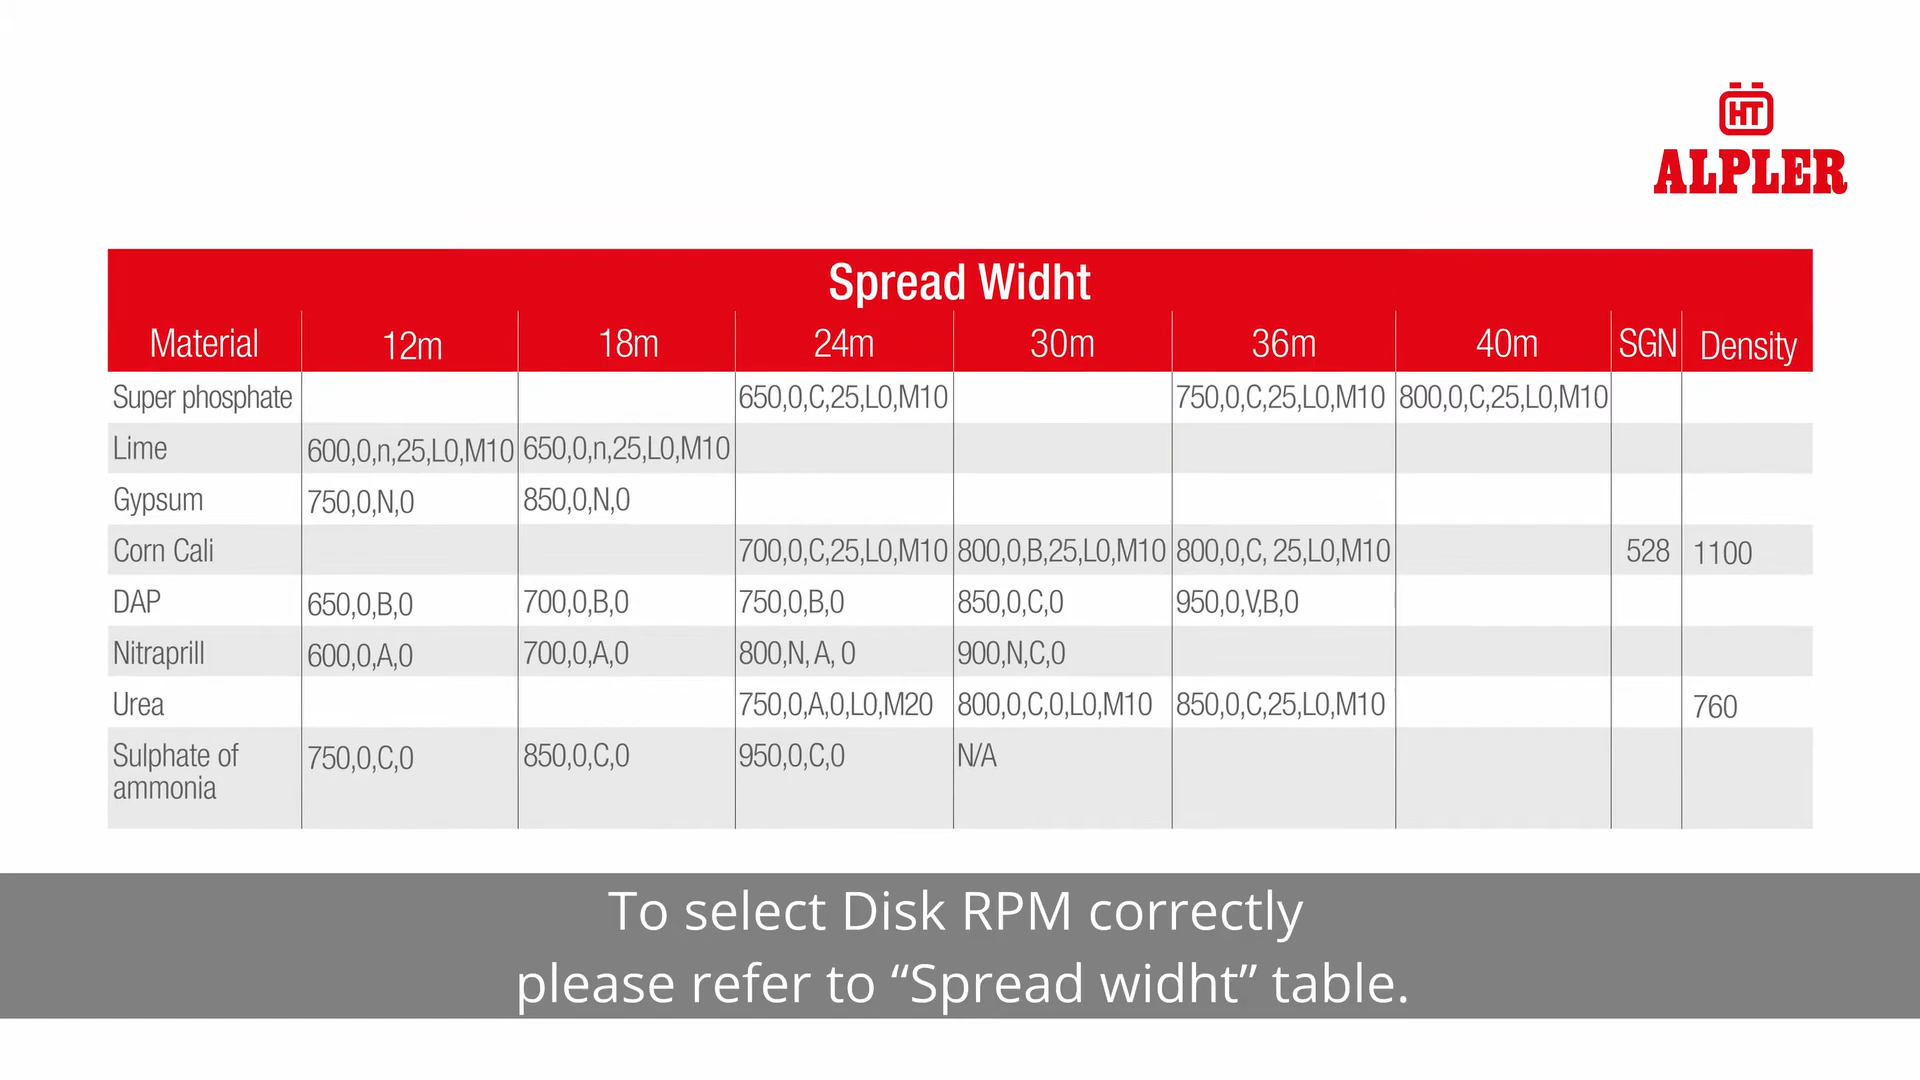 HT
ALPLER
Spread Widht
Material 12m 18m 24m 30m 36m 40m SGN Density
Super phosphate 650,0,C,25,L0,M10 750,0,C,25,L0,M10 800,0,C,25,L0,M10
Lime 600,0,n,25,L0,M10 650,0,n,25,L0,M10
Gypsum 750,0,N,0 850,0,N,0
Corn Cali 700,0,C,25,L0,M10 800,0,B,25,L0,M10 800,0,C, 25,L0,M10 528 1100
DAP 650,0,B,0 700,0,B,0 750,0,B,0 850,0,C,0 950,0,V,B,0
Nitraprill 600,0,A,0 700,0,A,0 800,N, A, 0 900,N,C,0
Urea 750,0,A,0,L0,M20 800,0,C,0,L0,M10 850,0,C,25,L0,M10 760
Sulphate of 750,0,C,0 850,0,C,0 950,0,C,0 N/A
ammonia
To select Disk RPM correctly
please refer to “Spread widht” table.